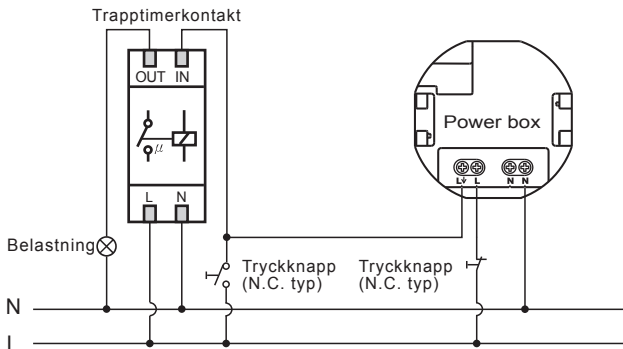 Trapptimerkontakt
OUT IN
μ
L N
Power box
L↓ L N N
Belastning
Tryckknapp
(N.C. typ)
Tryckknapp
(N.C. typ)
N
L